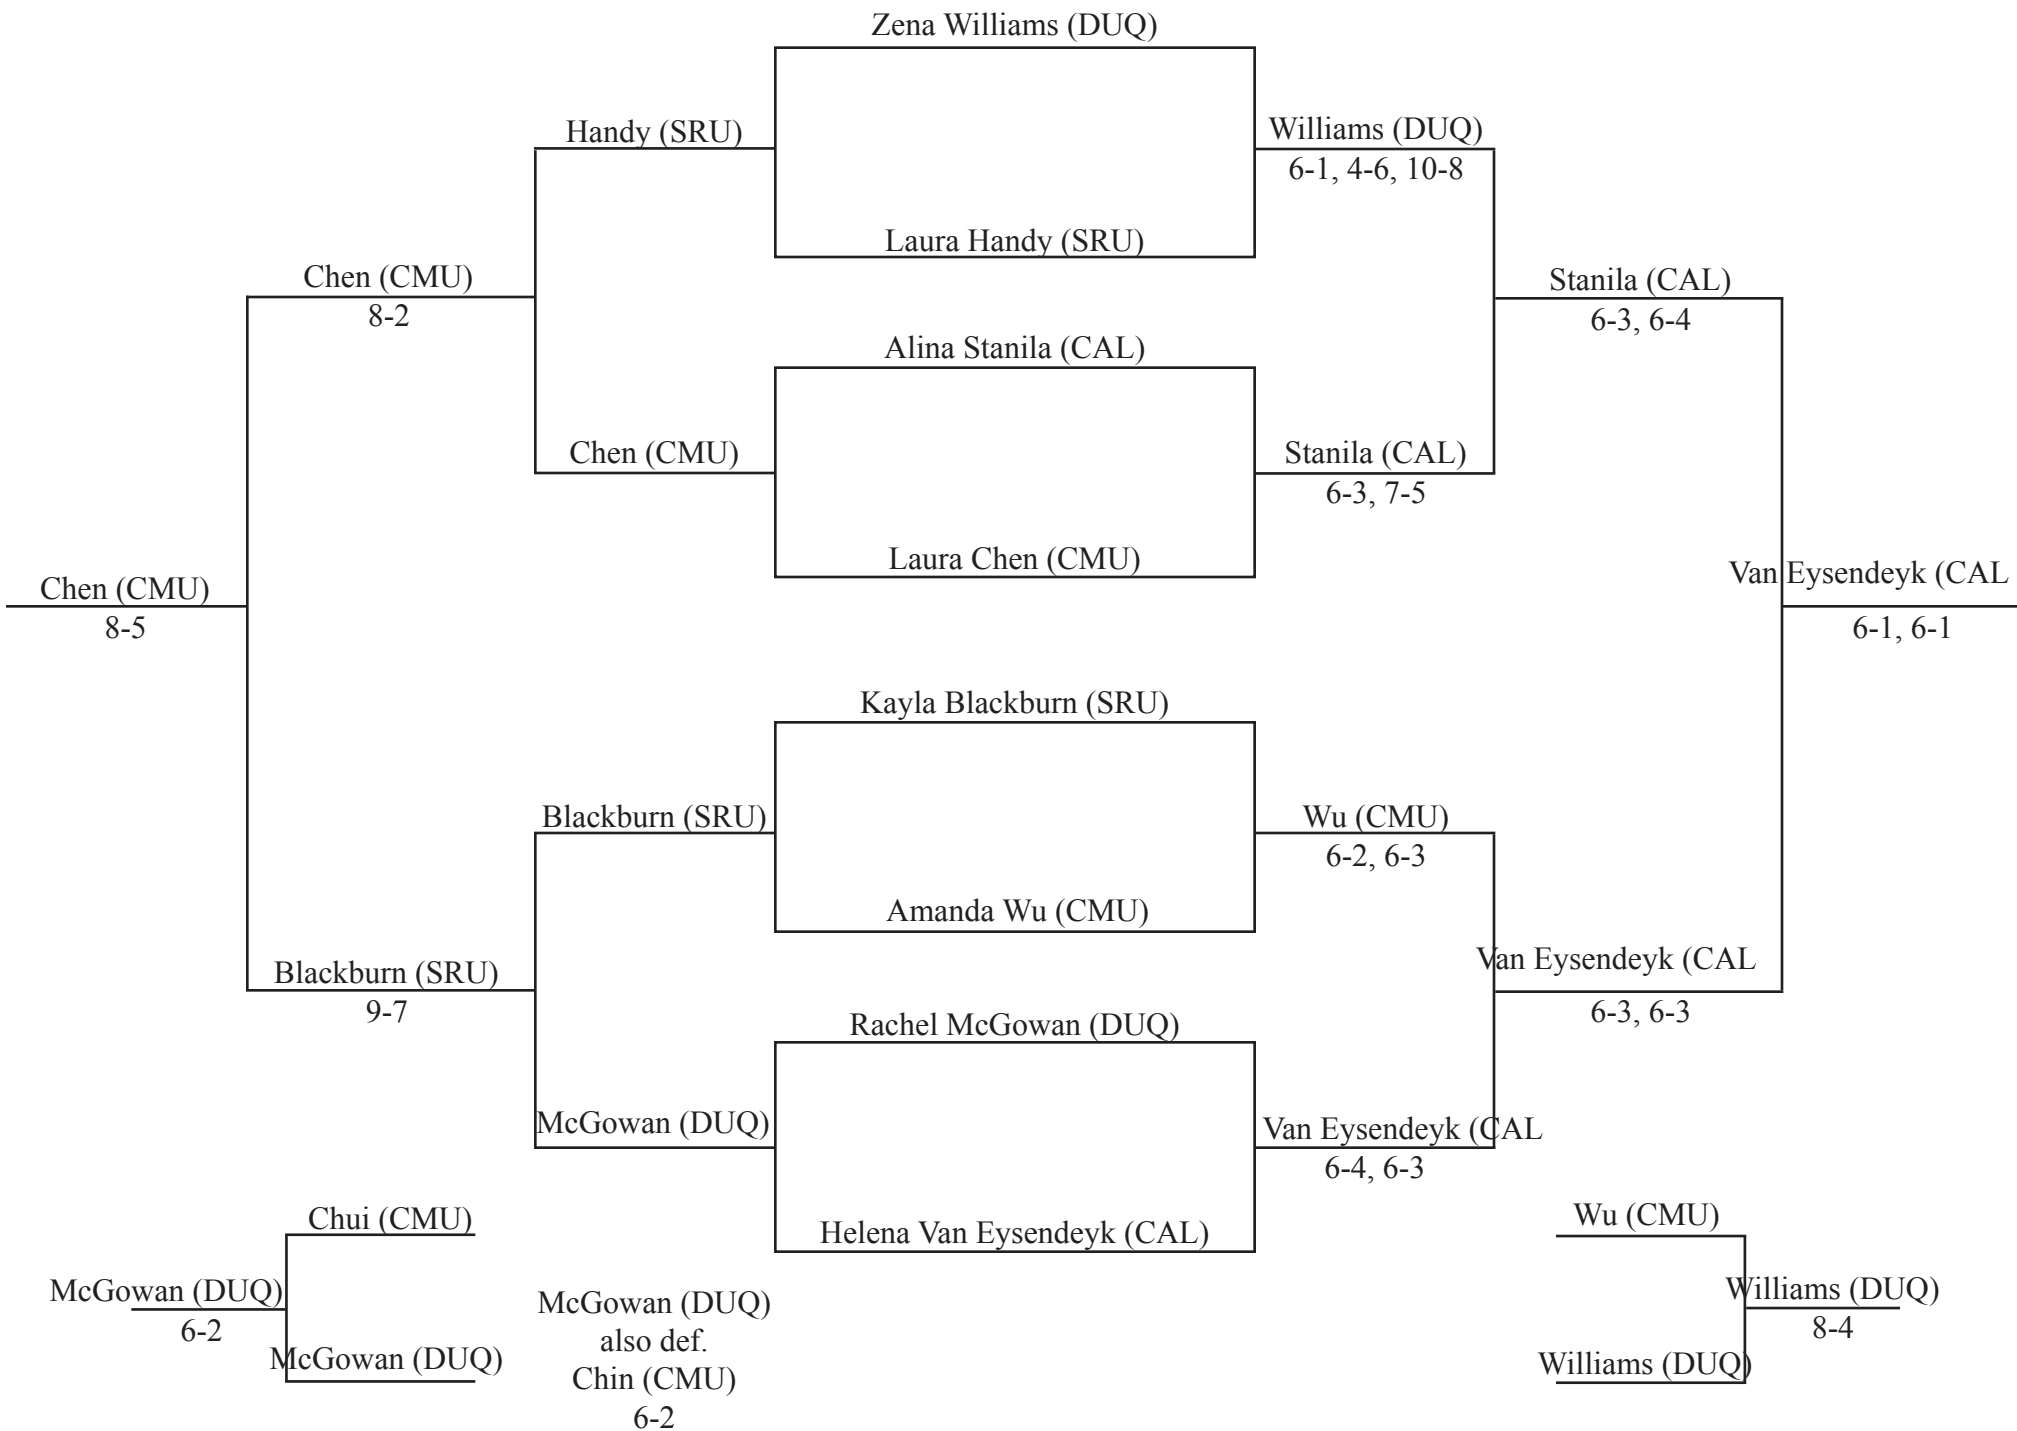 Zena Williams (DUQ)
Handy (SRU)
Williams (DUQ)
6-1, 4-6, 10-8
Laura Handy (SRU)
Chen (CMU)
8-2
Stanila (CAL)
6-3, 6-4
Alina Stanila (CAL)
Chen (CMU)
Stanila (CAL)
6-3, 7-5
Laura Chen (CMU)
Chen (CMU)
8-5
Van Eysendeyk (CAL
6-1, 6-1
Kayla Blackburn (SRU)
Blackburn (SRU)
Wu (CMU)
6-2, 6-3
Amanda Wu (CMU)
Blackburn (SRU)
9-7
Van Eysendeyk (CAL
6-3, 6-3
Rachel McGowan (DUQ)
McGowan (DUQ)
Van Eysendeyk (CAL
6-4, 6-3
Helena Van Eysendeyk (CAL)
Chui (CMU)
McGowan (DUQ)
6-2
McGowan (DUQ)
McGowan (DUQ)
also def.
Chin (CMU)
6-2
Wu (CMU)
Williams (DUQ)
8-4
Williams (DUQ)